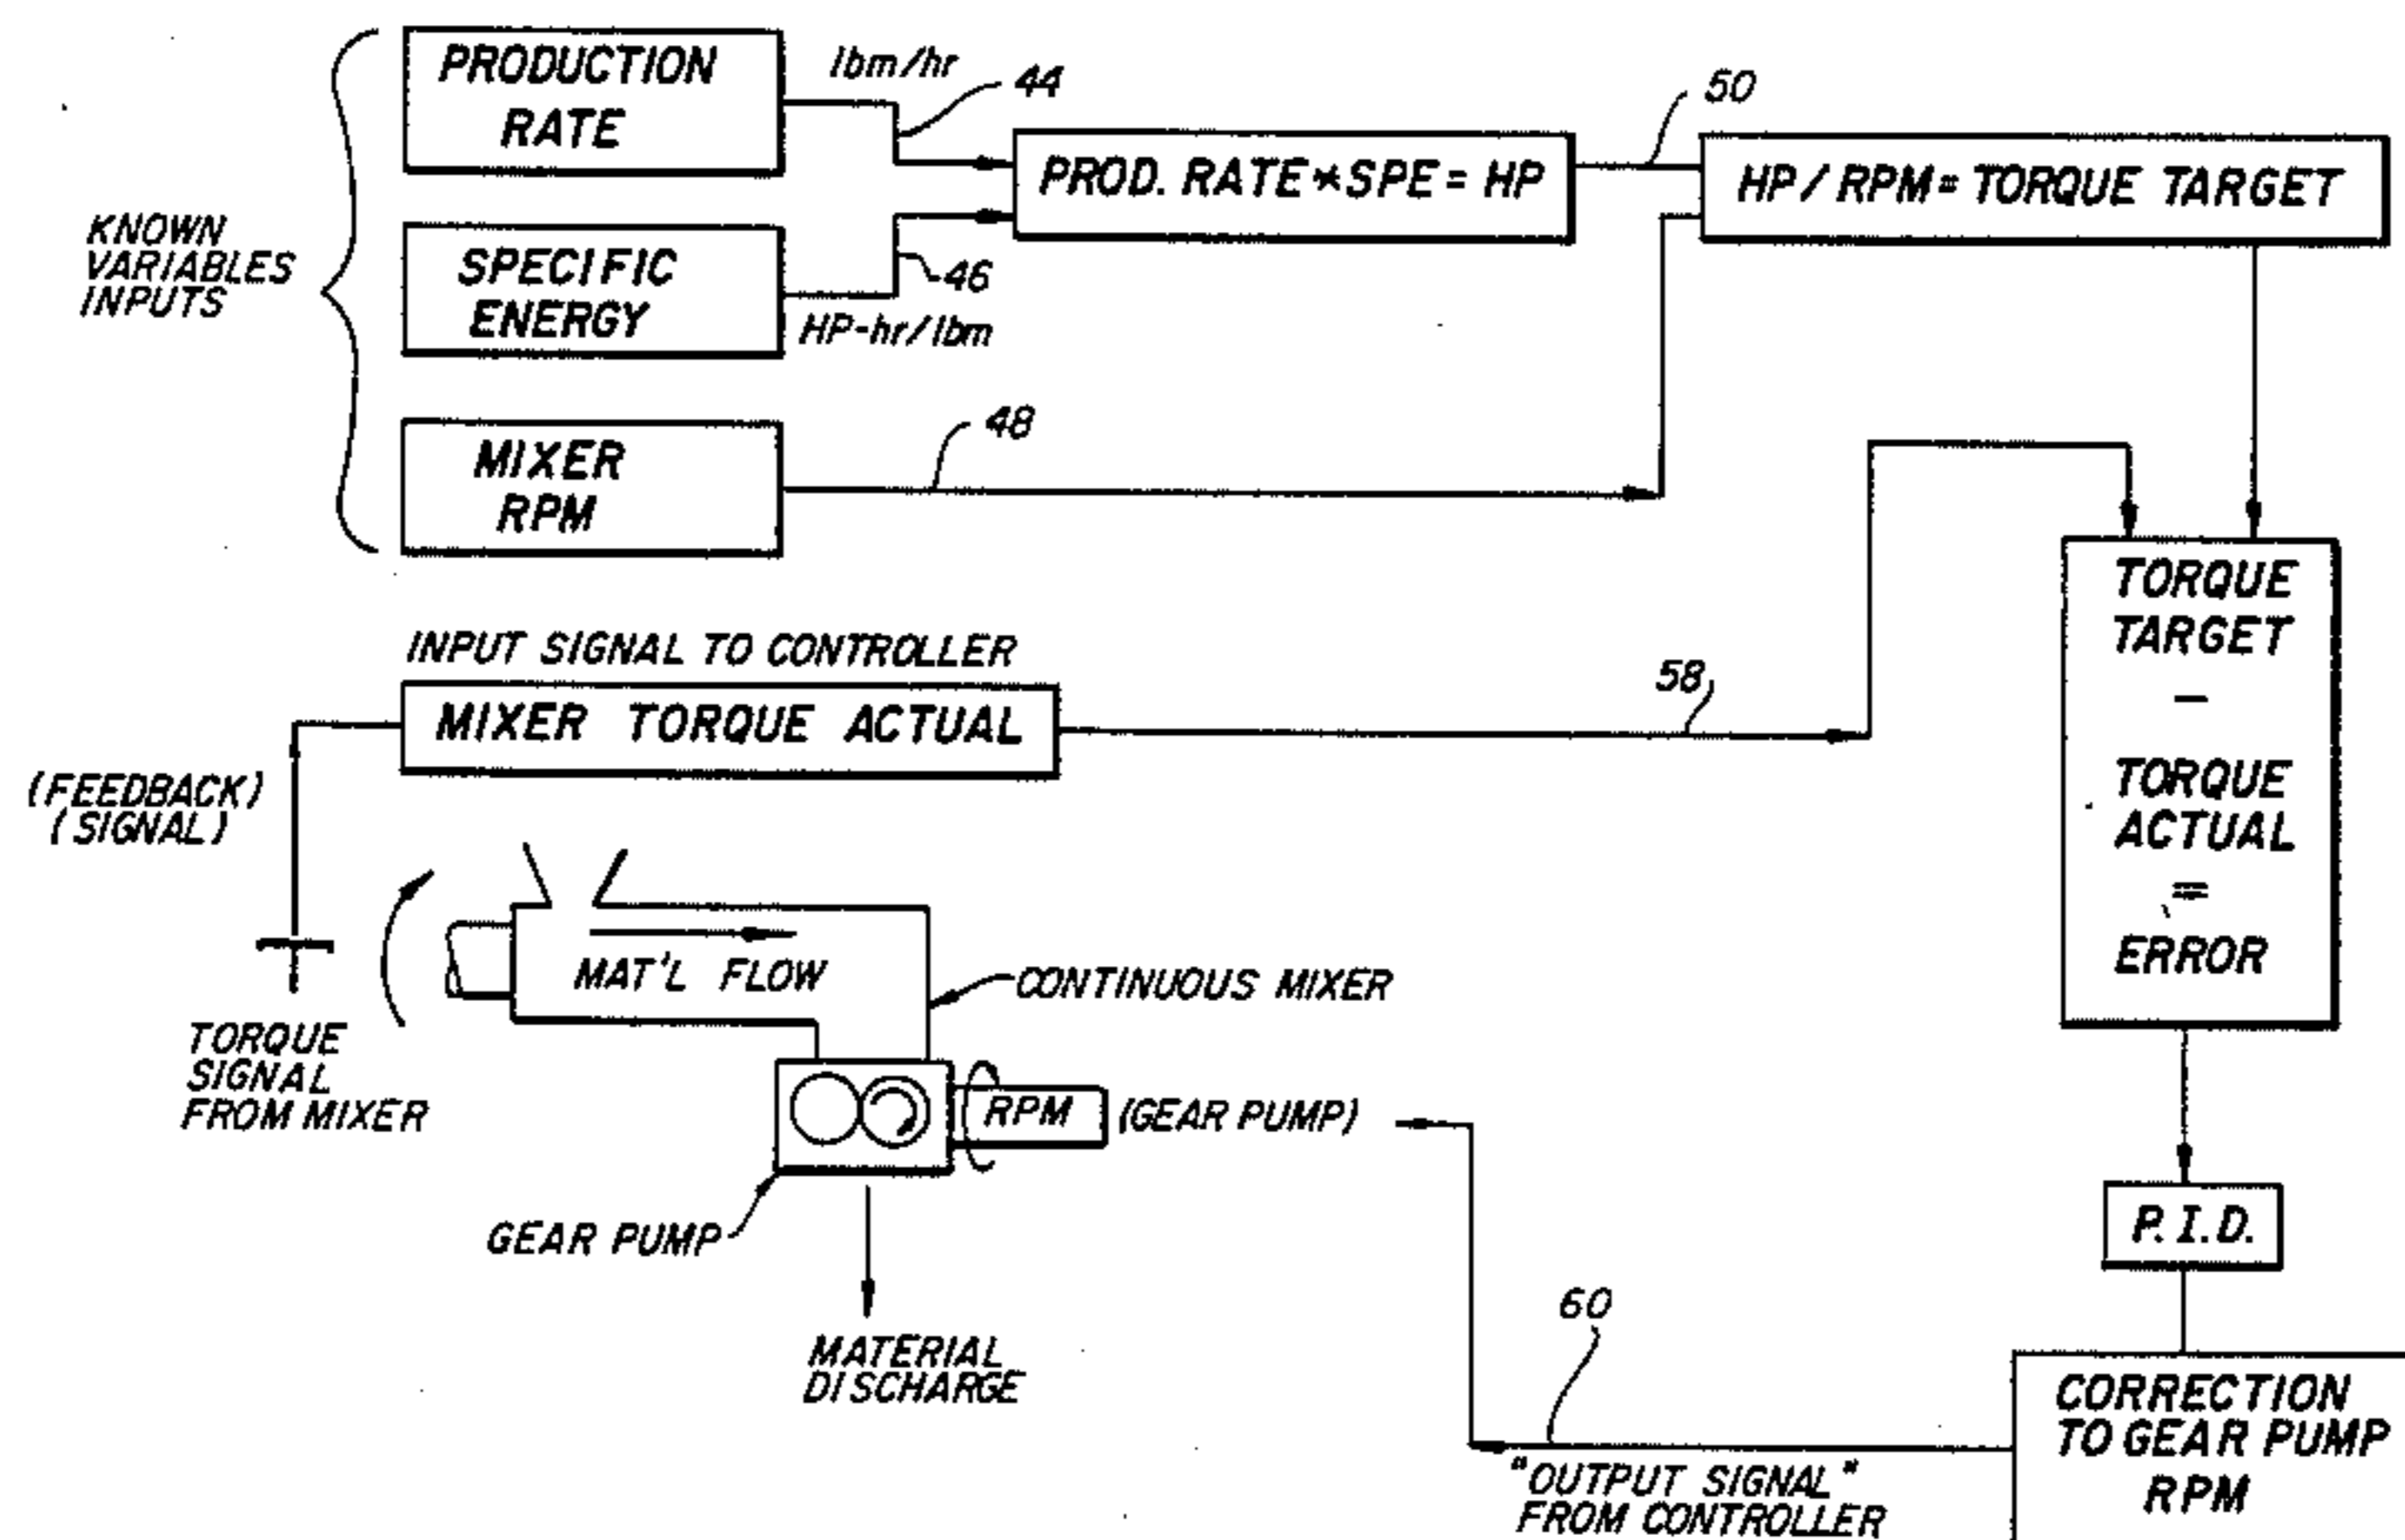 PRODUCTION
RATE
lbm/hr
44
50
PROD. RATE*SPE = HP
HP / RPM = TORQUE TARGET
KNOWN
VARIABLES
INPUTS
SPECIFIC
ENERGY
46
HP-hr/lbm
MIXER
RPM
48
TORQUE
TARGET
–
TORQUE
ACTUAL
=
ERROR
INPUT SIGNAL TO CONTROLLER
MIXER TORQUE ACTUAL
58
(FEEDBACK)
(SIGNAL)
MAT'L FLOW
CONTINUOUS MIXER
TORQUE
SIGNAL
FROM MIXER
RPM
(GEAR PUMP)
GEAR PUMP
MATERIAL
DISCHARGE
P.I.D.
60
"OUTPUT SIGNAL"
FROM CONTROLLER
CORRECTION
TO GEAR PUMP
RPM